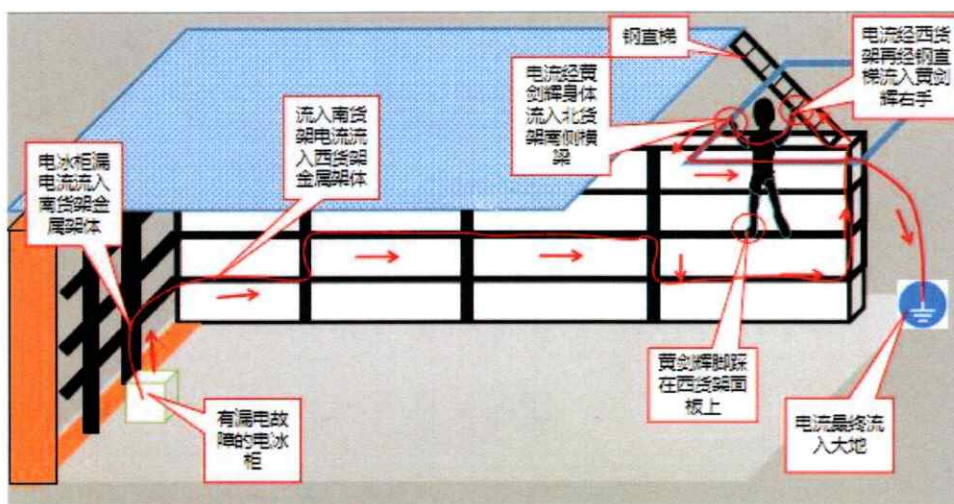 钢直梯
电流经西货
架再经钢直
梯流入黄剑
辉右手
电流经黄
剑辉身体
流入北货
架南侧横
梁
流入南货
架电流流
入西货架
金属架体
电冰柜漏
电流流入
南货架金
属架体
黄剑辉脚踩
在西货架面
板上
有漏电故
障的电冰
柜
电流最终流
入大地